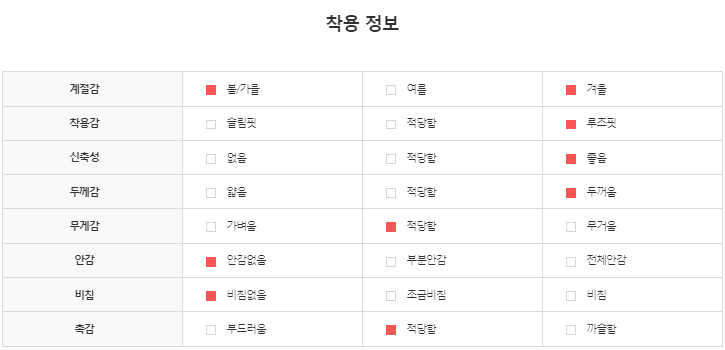 착용 정보
계절감 봄/가을 여름 겨울
착용감 슬림핏 적당함 루즈핏
신축성 없음 적당함 좋음
두께감 얇음 적당함 두꺼움
무게감 가벼움 적당함 무거움
안감 안감없음 부분안감 전체안감
비침 비침없음 조금비침 비침
촉감 부드러움 적당함 까슬함